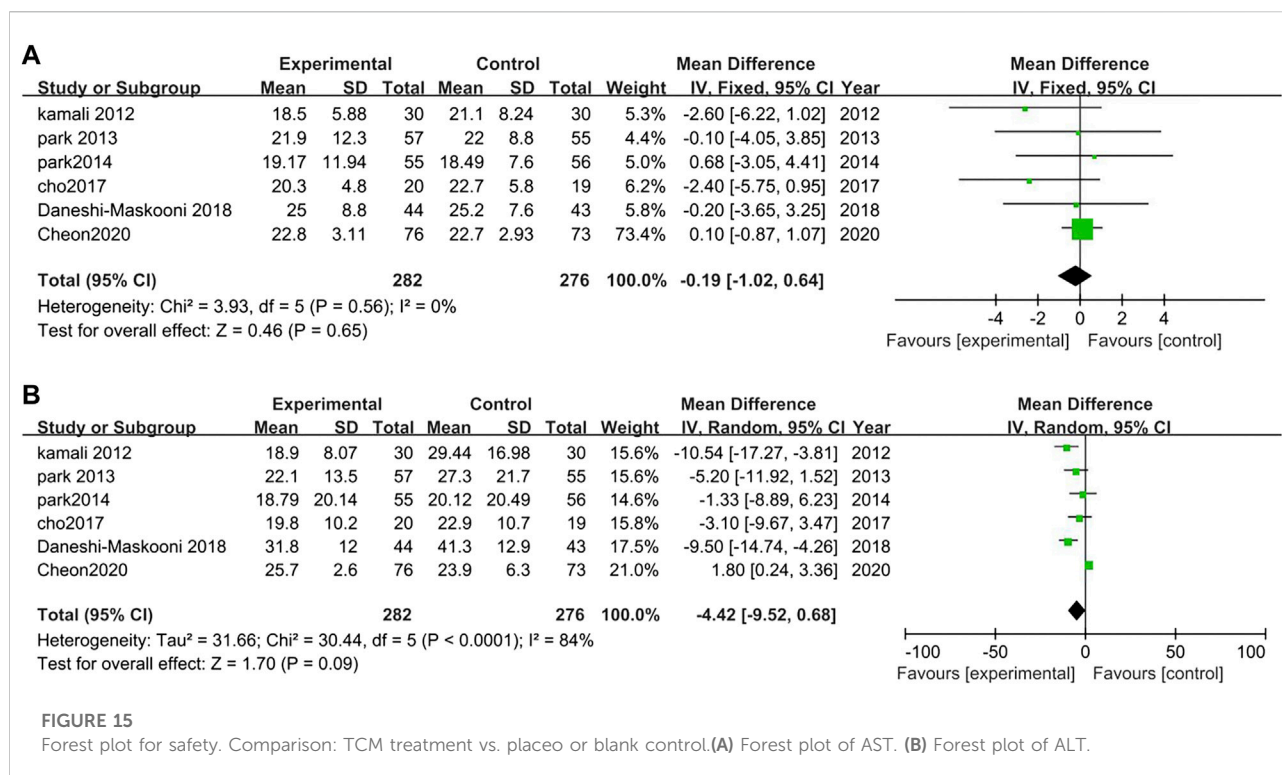 A
Experimental Control Mean Difference Mean Difference
Study or Subgroup Mean SD Total Mean SD Total Weight IV, Fixed, 95% CI Year IV, Fixed, 95% CI
kamali 2012 18.5 5.88 30 21.1 8.24 30 5.3% -2.60 [-6.22, 1.02] 2012
park 2013 21.9 12.3 57 22 8.8 55 4.4% -0.10 [-4.05, 3.85] 2013
park2014 19.17 11.94 55 18.49 7.6 56 5.0% 0.68 [-3.05, 4.41] 2014
cho2017 20.3 4.8 20 22.7 5.8 19 6.2% -2.40 [-5.75, 0.95] 2017
Daneshi-Maskooni 2018 25 8.8 44 25.2 7.6 43 5.8% -0.20 [-3.65, 3.25] 2018
Cheon2020 22.8 3.11 76 22.7 2.93 73 73.4% 0.10 [-0.87, 1.07] 2020
Total (95% CI) 282 276 100.0% -0.19 [-1.02, 0.64]
Heterogeneity: Chi² = 3.93, df = 5 (P = 0.56); I² = 0%
Test for overall effect: Z = 0.46 (P = 0.65)
-4 -2 0 2 4
Favours [experimental] Favours [control]
B
Experimental Control Mean Difference Mean Difference
Study or Subgroup Mean SD Total Mean SD Total Weight IV, Random, 95% CI Year IV, Random, 95% CI
kamali 2012 18.9 8.07 30 29.44 16.98 30 15.6% -10.54 [-17.27, -3.81] 2012
park 2013 22.1 13.5 57 27.3 21.7 55 15.6% -5.20 [-11.92, 1.52] 2013
park2014 18.79 20.14 55 20.12 20.49 56 14.6% -1.33 [-8.89, 6.23] 2014
cho2017 19.8 10.2 20 22.9 10.7 19 15.8% -3.10 [-9.67, 3.47] 2017
Daneshi-Maskooni 2018 31.8 12 44 41.3 12.9 43 17.5% -9.50 [-14.74, -4.26] 2018
Cheon2020 25.7 2.6 76 23.9 6.3 73 21.0% 1.80 [0.24, 3.36] 2020
Total (95% CI) 282 276 100.0% -4.42 [-9.52, 0.68]
Heterogeneity: Tau² = 31.66; Chi² = 30.44, df = 5 (P < 0.0001); I² = 84%
Test for overall effect: Z = 1.70 (P = 0.09)
-100 -50 0 50 100
Favours [experimental] Favours [control]
FIGURE 15
Forest plot for safety. Comparison: TCM treatment vs. placeo or blank control.(A) Forest plot of AST. (B) Forest plot of ALT.